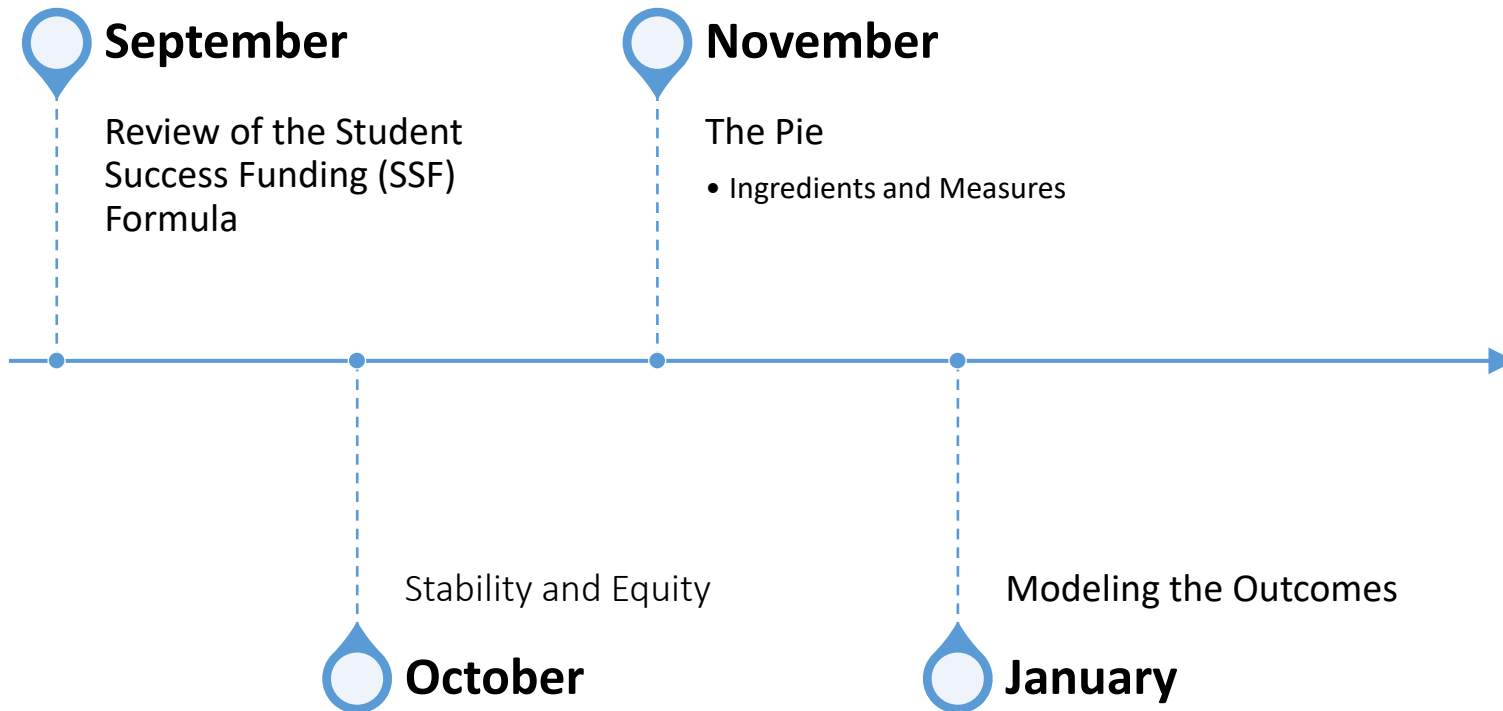 September
Review of the Student
Success Funding (SSF)
Formula
November
The Pie
• Ingredients and Measures
Stability and Equity
October
Modeling the Outcomes
January